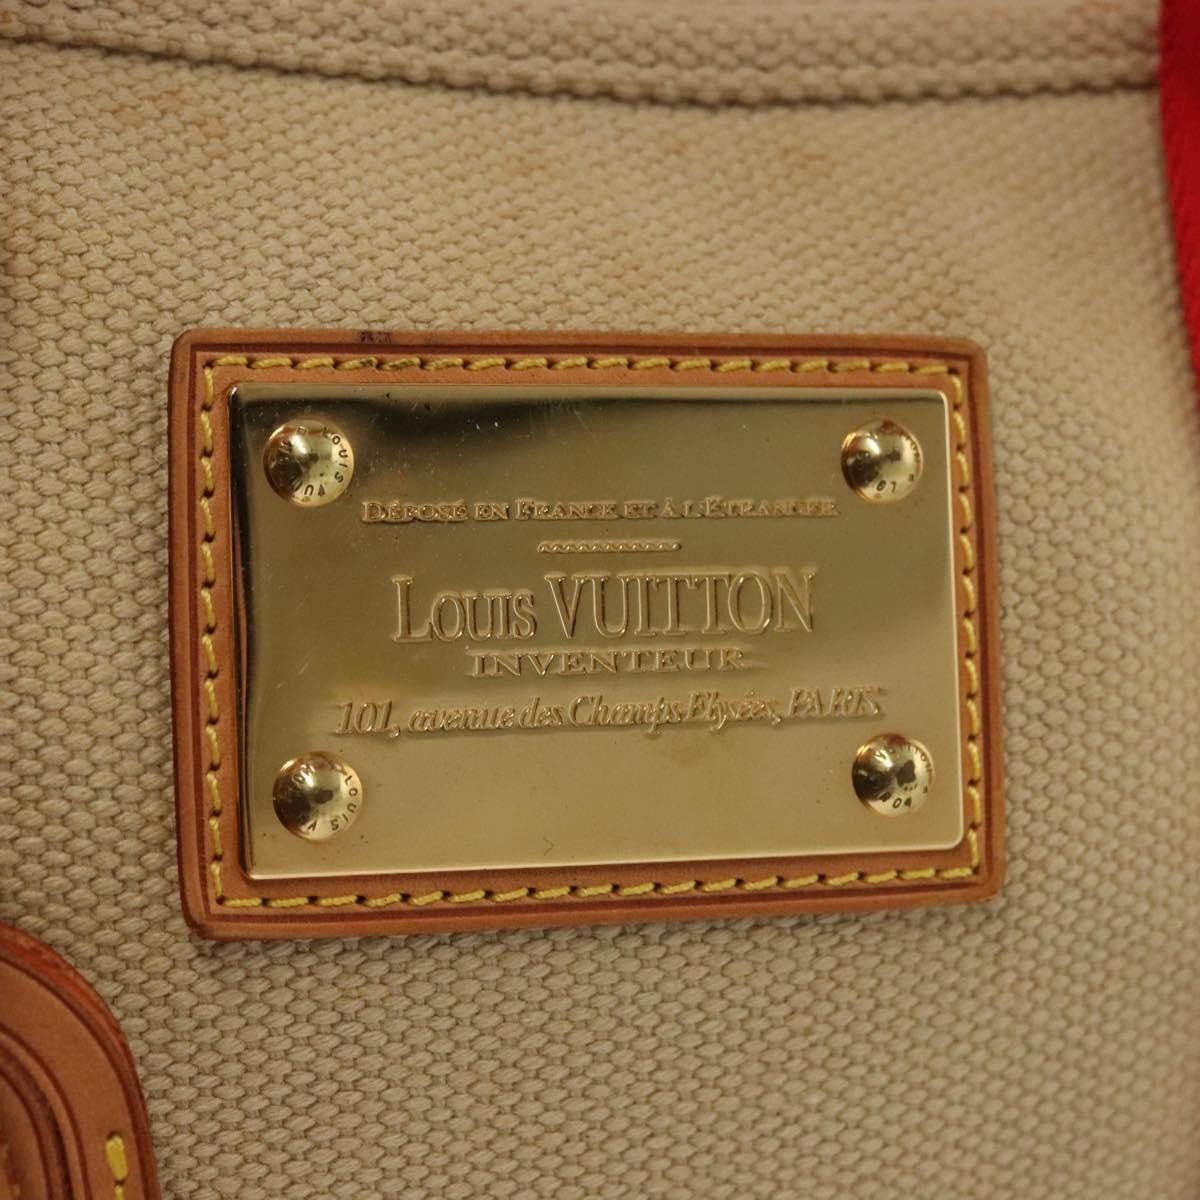 DÉPOSÉ EN FRANCE ET À L'ÉTRANGER
LOUIS VUITTON
INVENTEUR
101, avenue des Champs Elysées, PARIS